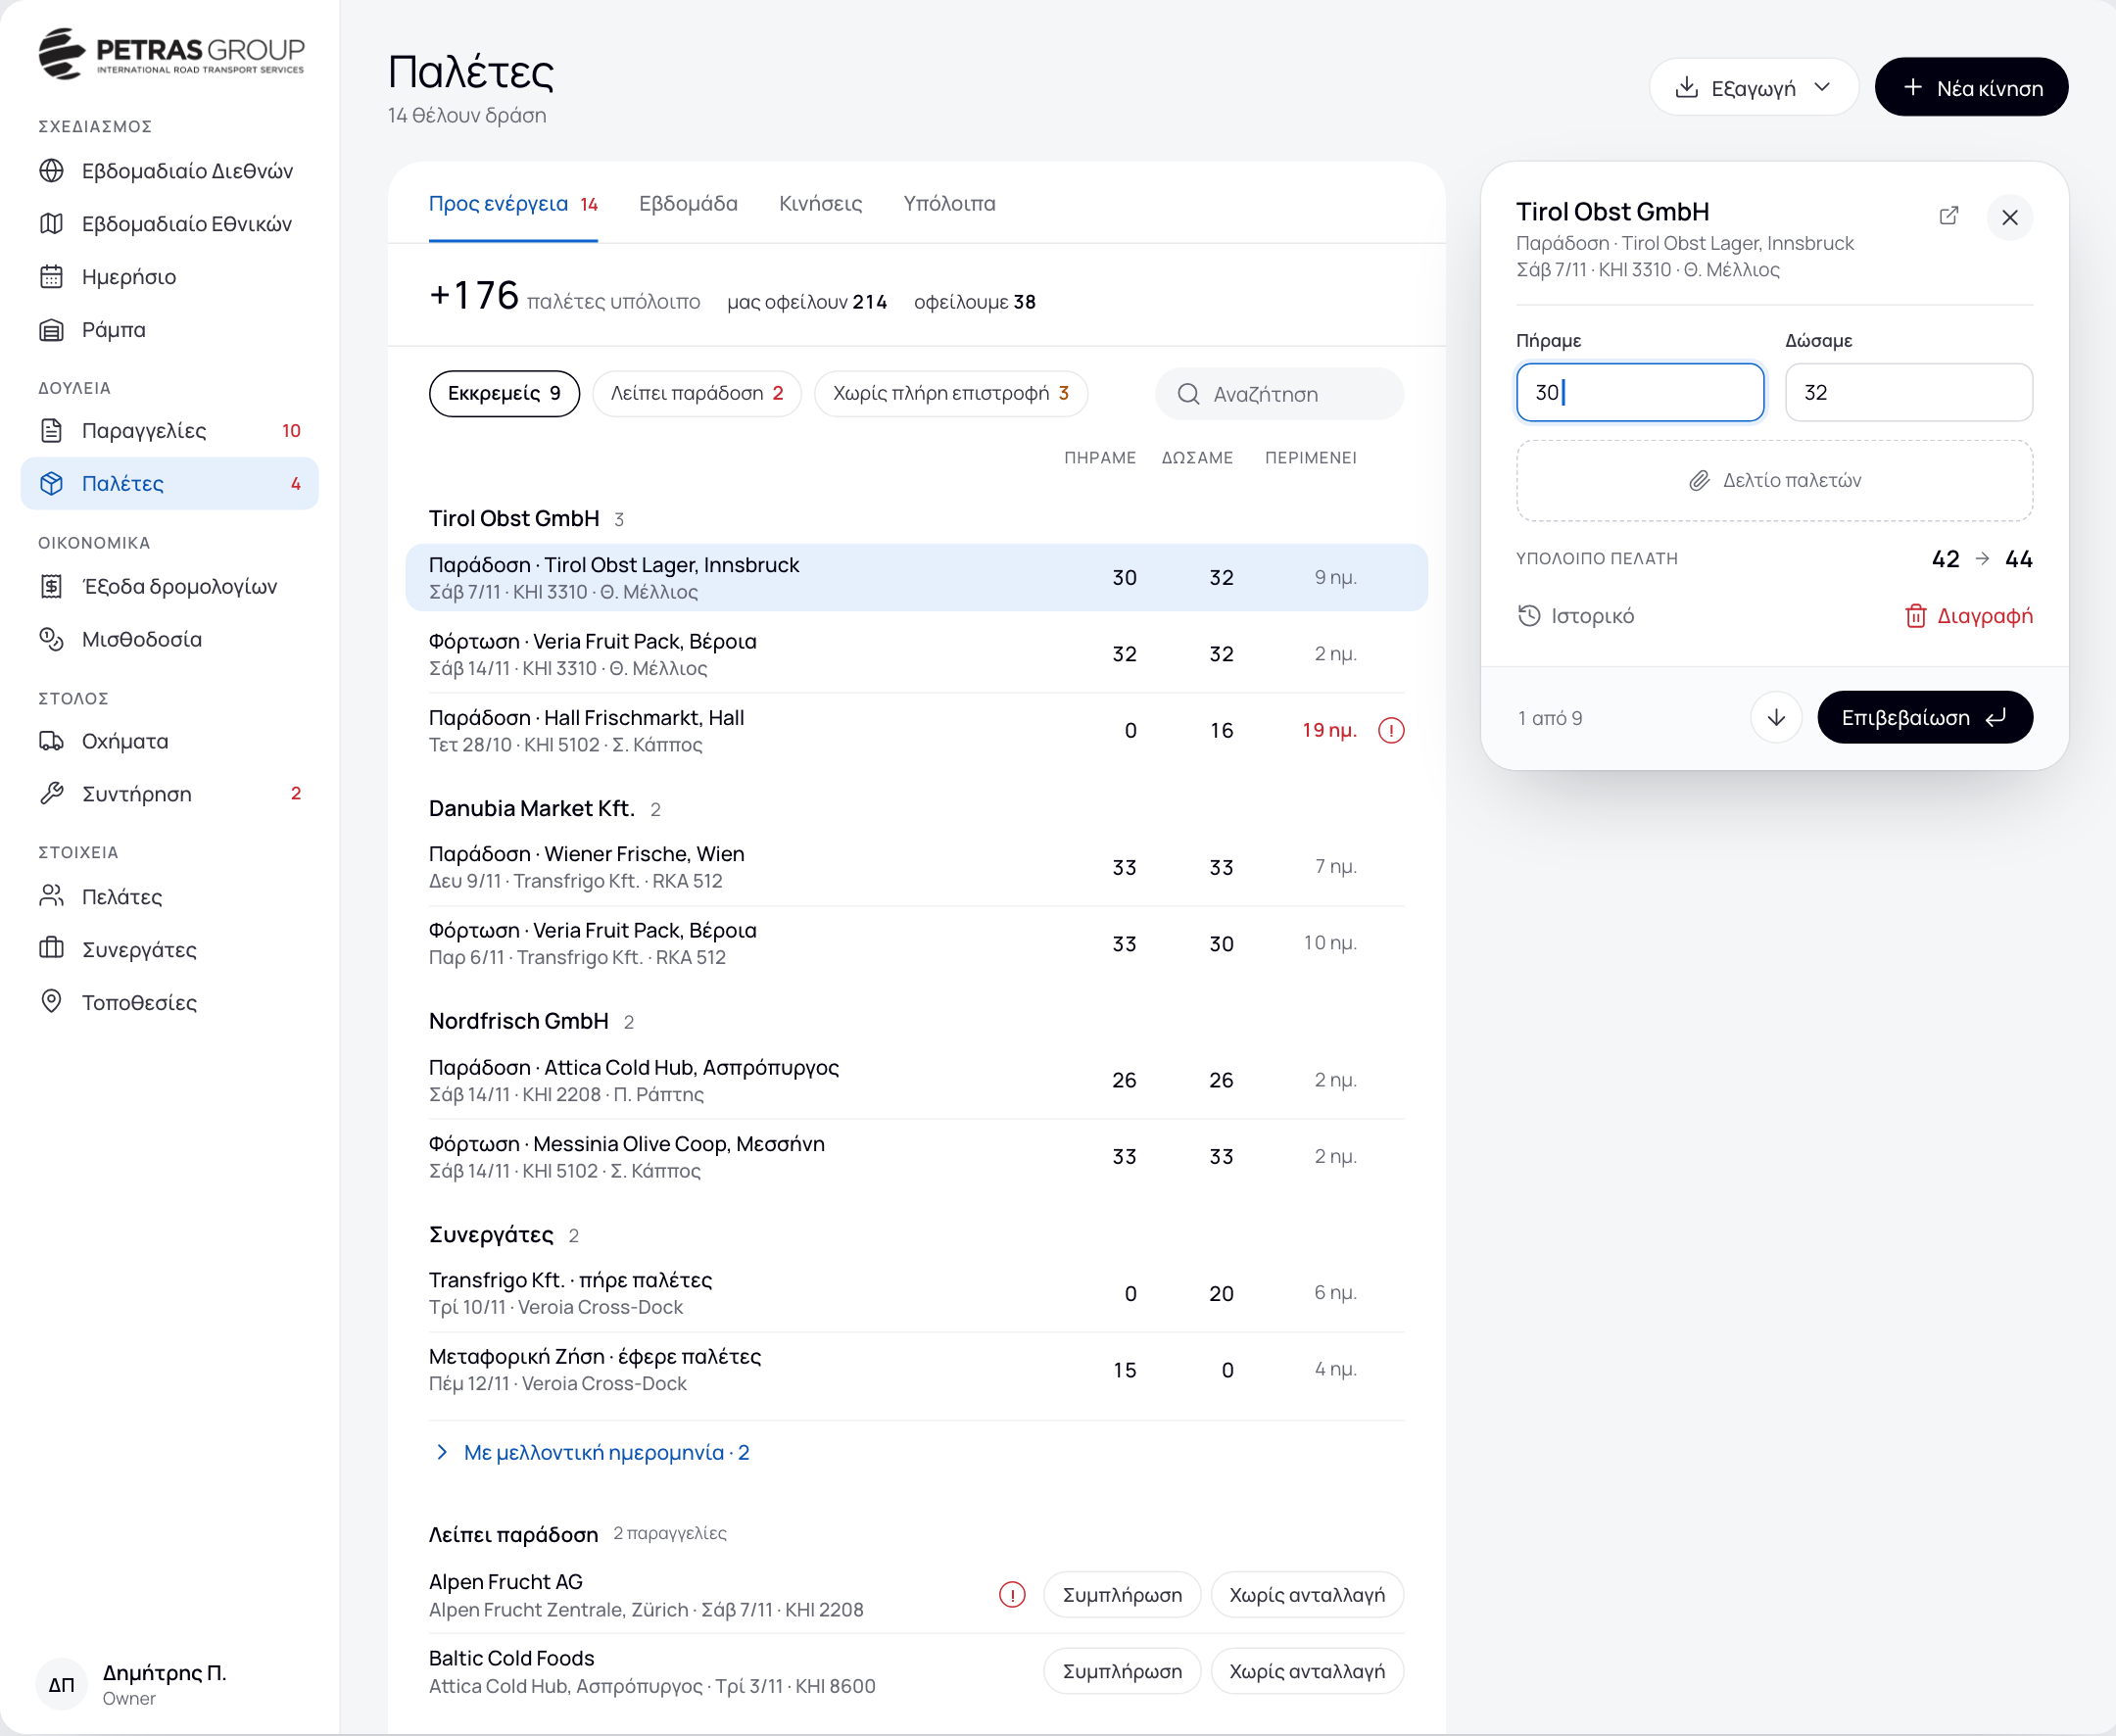 PETRAS GROUP
INTERNATIONAL ROAD TRANSPORT SERVICES
ΣΧΕΔΙΑΣΜΟΣ
Εβδομαδιαίο Διεθνών
Εβδομαδιαίο Εθνικών
Ημερήσιο
Ράμπα
ΔΟΥΛΕΙΑ
Παραγγελίες 10
Παλέτες 4
ΟΙΚΟΝΟΜΙΚΑ
Έξοδα δρομολογίων
Μισθοδοσία
ΣΤΟΛΟΣ
Οχήματα
Συντήρηση 2
ΣΤΟΙΧΕΙΑ
Πελάτες
Συνεργάτες
Τοποθεσίες
ΔΠ
Δημήτρης Π.
Owner
Παλέτες
14 θέλουν δράση
Εξαγωγή
+ Νέα κίνηση
Προς ενέργεια 14 Εβδομάδα Κινήσεις Υπόλοιπα
+176 παλέτες υπόλοιπο μας οφείλουν 214 οφείλουμε 38
Εκκρεμείς 9 Λείπει παράδοση 2 Χωρίς πλήρη επιστροφή 3 Αναζήτηση
ΠΗΡΑΜΕ ΔΩΣΑΜΕ ΠΕΡΙΜΕΝΕΙ
Tirol Obst GmbH 3
Παράδοση · Tirol Obst Lager, Innsbruck 30 32 9 ημ.
Σάβ 7/11 · KHI 3310 · Θ. Μέλλιος
Φόρτωση · Veria Fruit Pack, Βέροια 32 32 2 ημ.
Σάβ 14/11 · KHI 3310 · Θ. Μέλλιος
Παράδοση · Hall Frischmarkt, Hall 0 16 19 ημ.
Τετ 28/10 · KHI 5102 · Σ. Κάππος
Danubia Market Kft. 2
Παράδοση · Wiener Frische, Wien 33 33 7 ημ.
Δευ 9/11 · Transfrigo Kft. · RKA 512
Φόρτωση · Veria Fruit Pack, Βέροια 33 30 10 ημ.
Παρ 6/11 · Transfrigo Kft. · RKA 512
Nordfrisch GmbH 2
Παράδοση · Attica Cold Hub, Ασπρόπυργος 26 26 2 ημ.
Σάβ 14/11 · KHI 2208 · Π. Ράπτης
Φόρτωση · Messinia Olive Coop, Μεσσήνη 33 33 2 ημ.
Σάβ 14/11 · KHI 5102 · Σ. Κάππος
Συνεργάτες 2
Transfrigo Kft. · πήρε παλέτες 0 20 6 ημ.
Τρί 10/11 · Veroia Cross-Dock
Μεταφορική Ζήση · έφερε παλέτες 15 0 4 ημ.
Πέμ 12/11 · Veroia Cross-Dock
Με μελλοντική ημερομηνία · 2
Λείπει παράδοση 2 παραγγελίες
Alpen Frucht AG
Alpen Frucht Zentrale, Zürich · Σάβ 7/11 · KHI 2208
Συμπλήρωση Χωρίς ανταλλαγή
Baltic Cold Foods
Attica Cold Hub, Ασπρόπυργος · Τρί 3/11 · KHI 8600
Συμπλήρωση Χωρίς ανταλλαγή
Tirol Obst GmbH
Παράδοση · Tirol Obst Lager, Innsbruck
Σάβ 7/11 · KHI 3310 · Θ. Μέλλιος
Πήραμε Δώσαμε
30 32
Δελτίο παλετών
ΥΠΟΛΟΙΠΟ ΠΕΛΑΤΗ 42 → 44
Ιστορικό Διαγραφή
1 από 9 Επιβεβαίωση